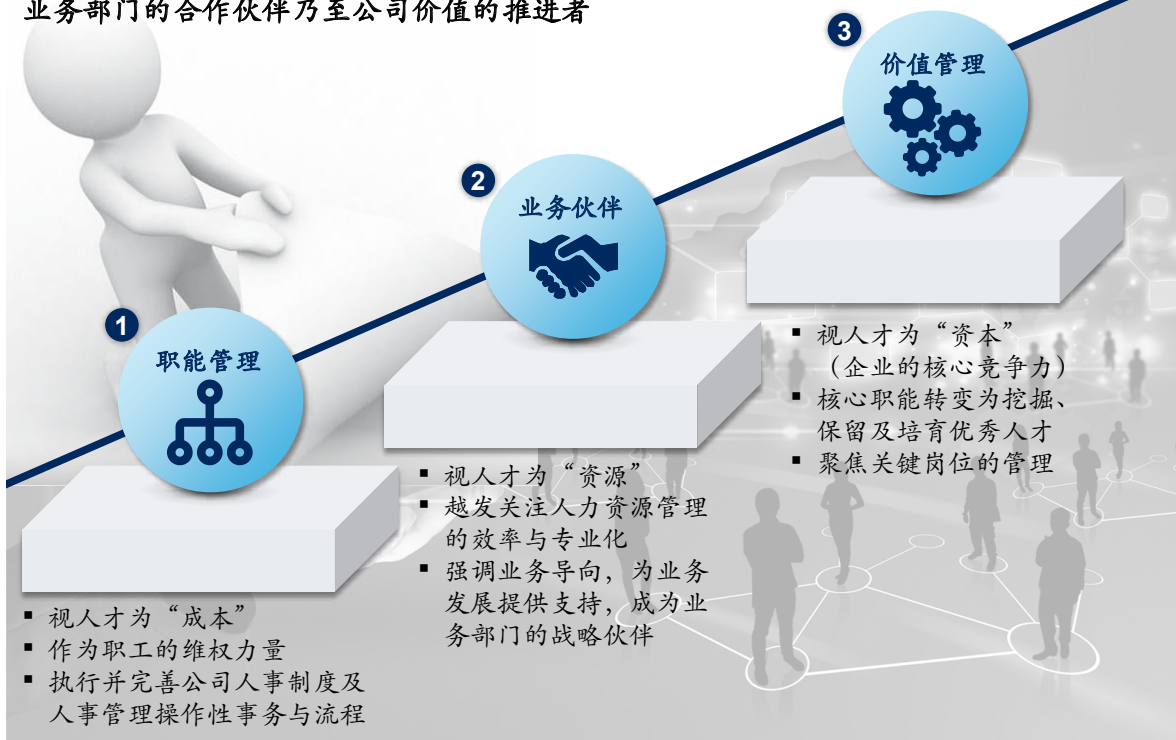 业务部门的合作伙伴乃至公司价值的推进者
1
职能管理
▪ 视人才为“成本”
▪ 作为职工的维权力量
▪ 执行并完善公司人事制度及
人事管理操作性事务与流程
2
业务伙伴
▪ 视人才为“资源”
▪ 越发关注人力资源管理
的效率与专业化
▪ 强调业务导向，为业务
发展提供支持，成为业
务部门的战略伙伴
3
价值管理
▪ 视人才为“资本”
（企业的核心竞争力）
▪ 核心职能转变为挖掘、
保留及培育优秀人才
▪ 聚焦关键岗位的管理